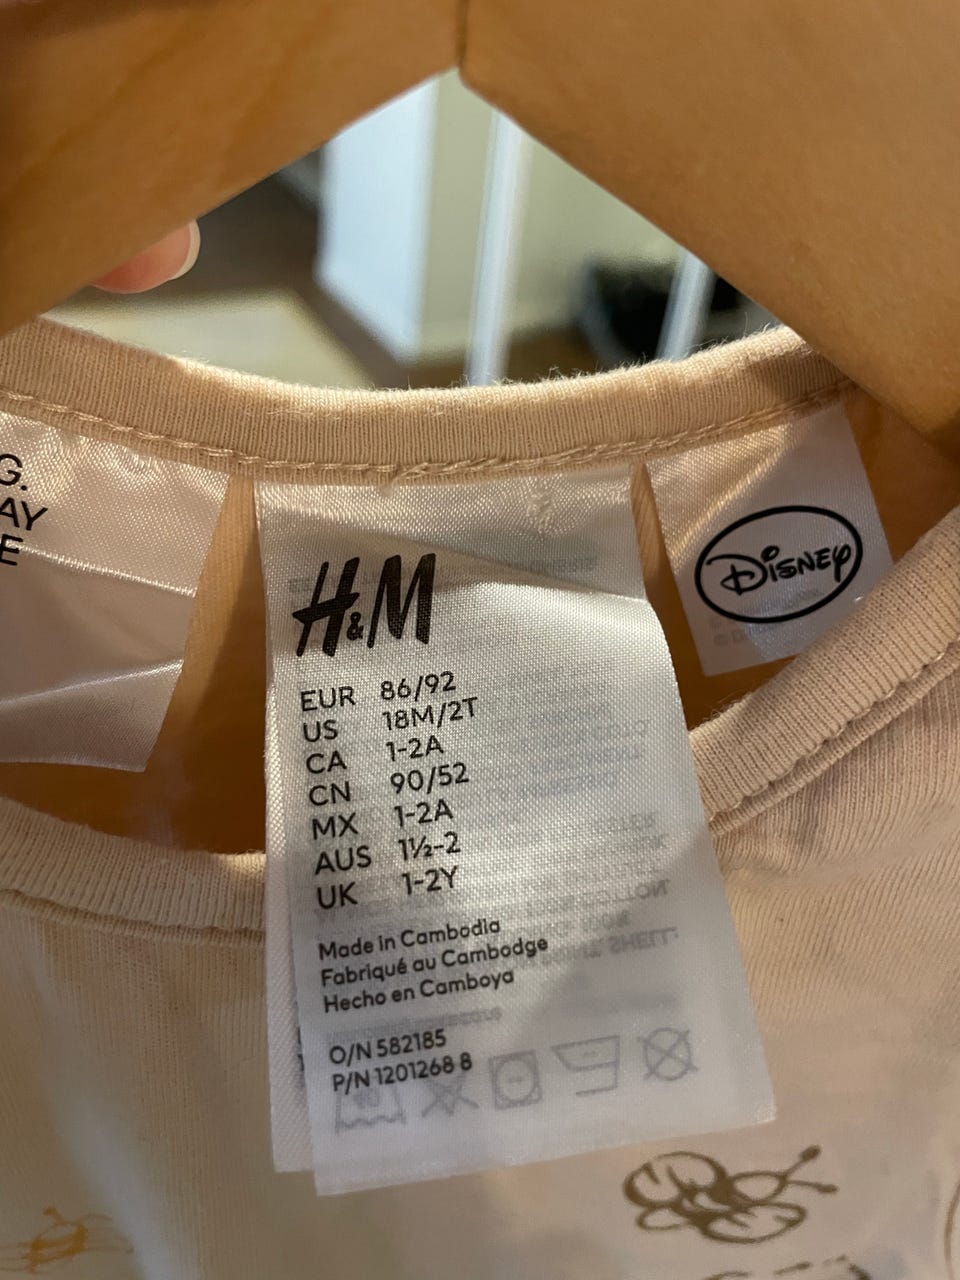 G.
AY
E
H&M
EUR 86/92
US 18M/2T
CA 1-2A
CN 90/52
MX 1-2A
AUS 1½-2
UK 1-2Y
Made in Cambodia
Fabriqué au Cambodge
Hecho en Camboya
O/N 582185
P/N 1201268 8
Disney